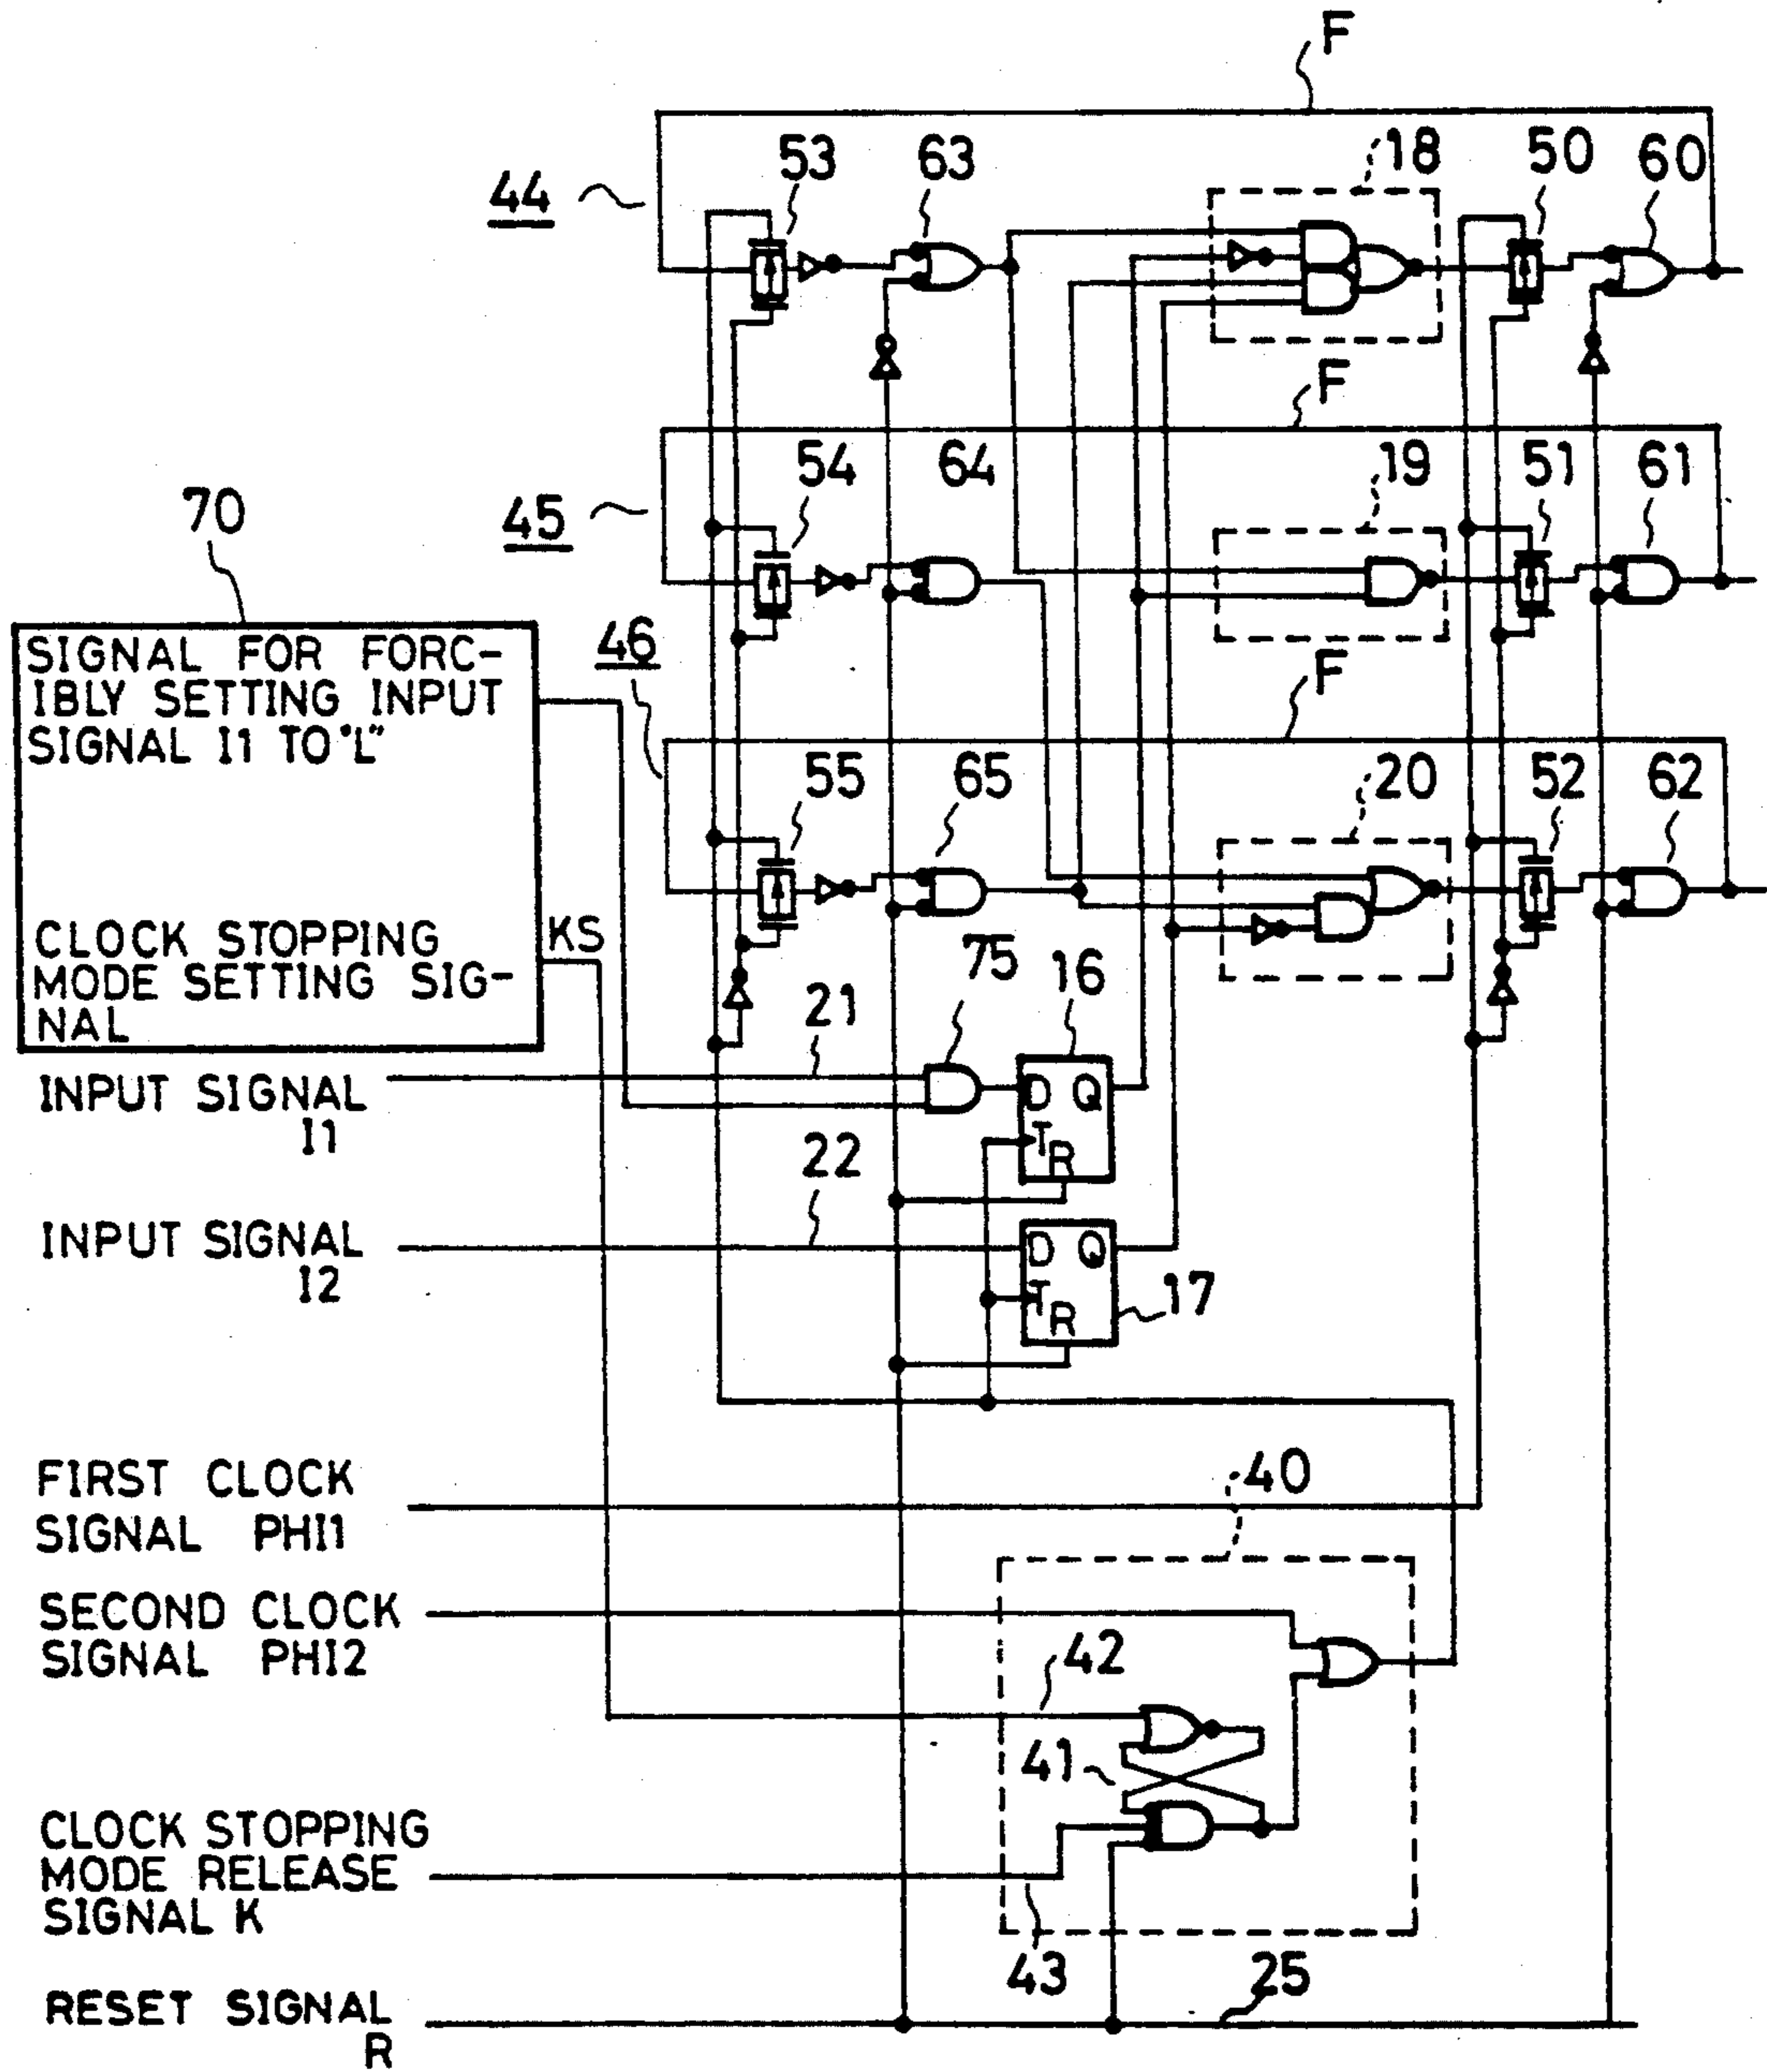 F
53
63
18
50
60
44
F
54
64
19
51
61
45
70
F
46
55
65
20
52
62
SIGNAL FOR FORC-
IBLY SETTING INPUT
SIGNAL I1 TO "L"
CLOCK STOPPING
MODE SETTING SIG-
NAL
KS
75
16
21
INPUT SIGNAL
I1
D Q
T
R
22
INPUT SIGNAL
I2
D Q
T
R
17
FIRST CLOCK
SIGNAL PHI1
40
SECOND CLOCK
SIGNAL PHI2
42
41
CLOCK STOPPING
MODE RELEASE
SIGNAL K
43
25
RESET SIGNAL
R